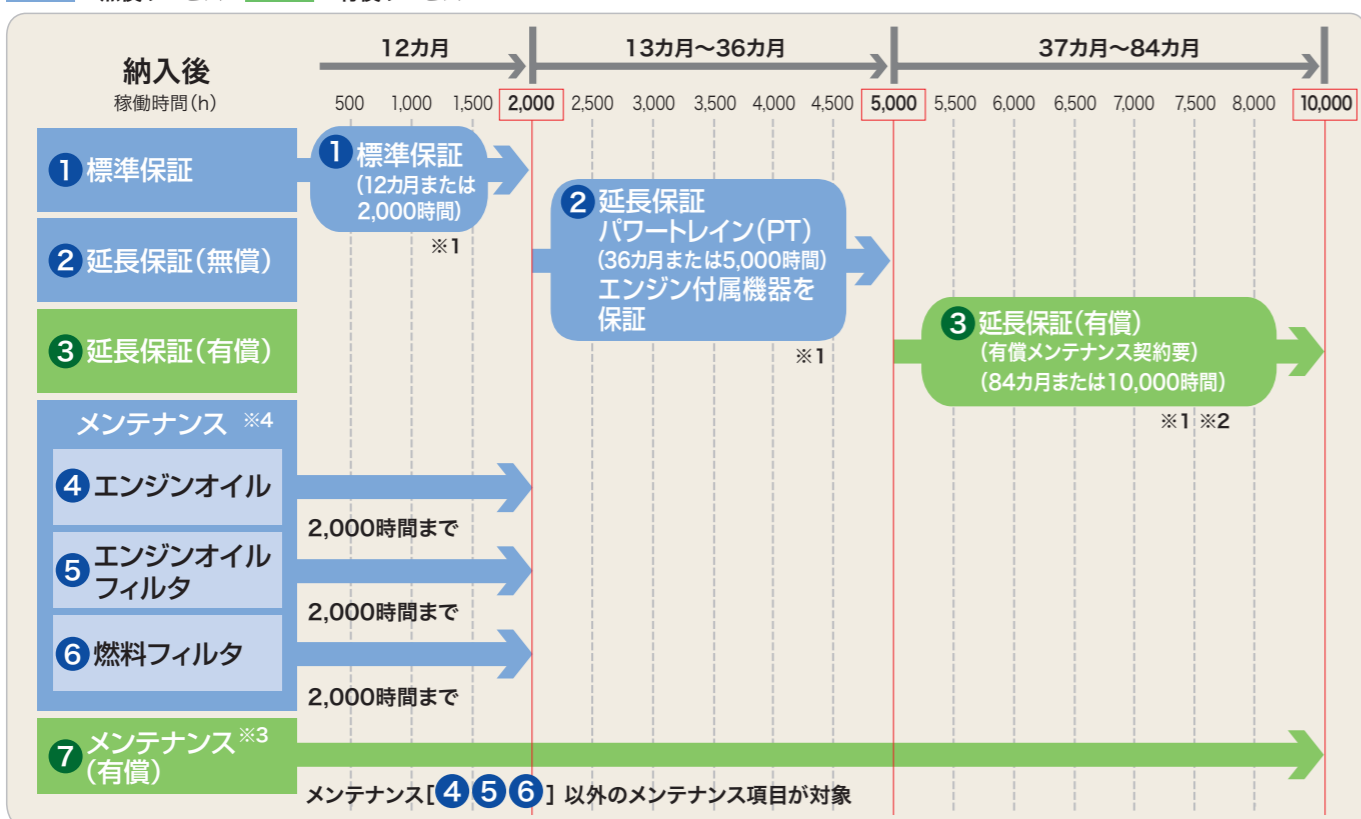 12カ月
13カ月～36カ月
37カ月～84カ月
納入後
稼働時間(h)
500 1,000 1,500 2,000 2,500 3,000 3,500 4,000 4,500 5,000 5,500 6,000 6,500 7,000 7,500 8,000 10,000
1 標準保証
1 標準保証
(12カ月または
2,000時間)
※1
2 延長保証(無償)
2 延長保証
パワートレイン(PT)
(36カ月または5,000時間)
エンジン付属機器を
保証
※1
3 延長保証(有償)
3 延長保証(有償)
(有償メンテナンス契約要)
(84カ月または10,000時間)
※1 ※2
メンテナンス ※4
4 エンジンオイル
2,000時間まで
5 エンジンオイル
フィルタ
2,000時間まで
6 燃料フィルタ
2,000時間まで
7 メンテナンス※3
(有償)
メンテナンス[4 5 6] 以外のメンテナンス項目が対象